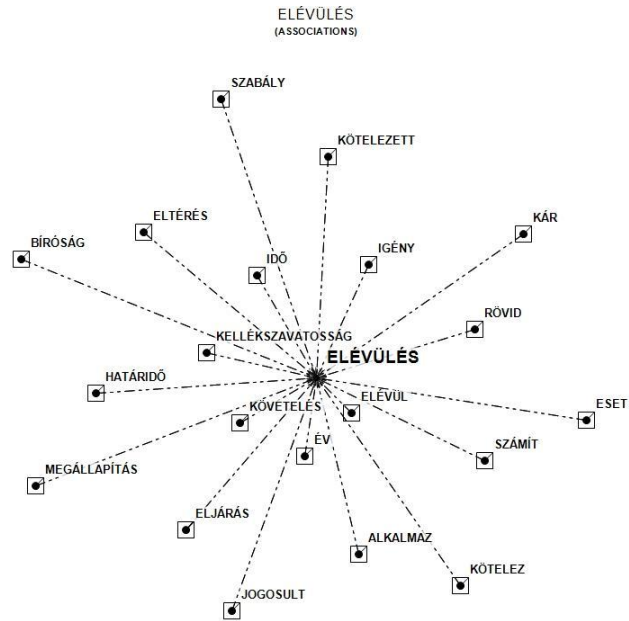 ELÉVÜLÉS
(ASSOCIATIONS)
SZABÁLY
KÖTELEZETT
ELTÉRÉS
KÁR
BÍRÓSÁG
IDŐ
IGÉNY
RÖVID
KELLÉKSZAVATOSSÁG
ELÉVÜLÉS
HATÁRIDŐ
KÖVETELÉS
ELÉVÜL
ESET
ÉV
SZÁMÍT
MEGÁLLAPÍTÁS
ELJÁRÁS
ALKALMAZ
KÖTELEZ
JOGOSULT